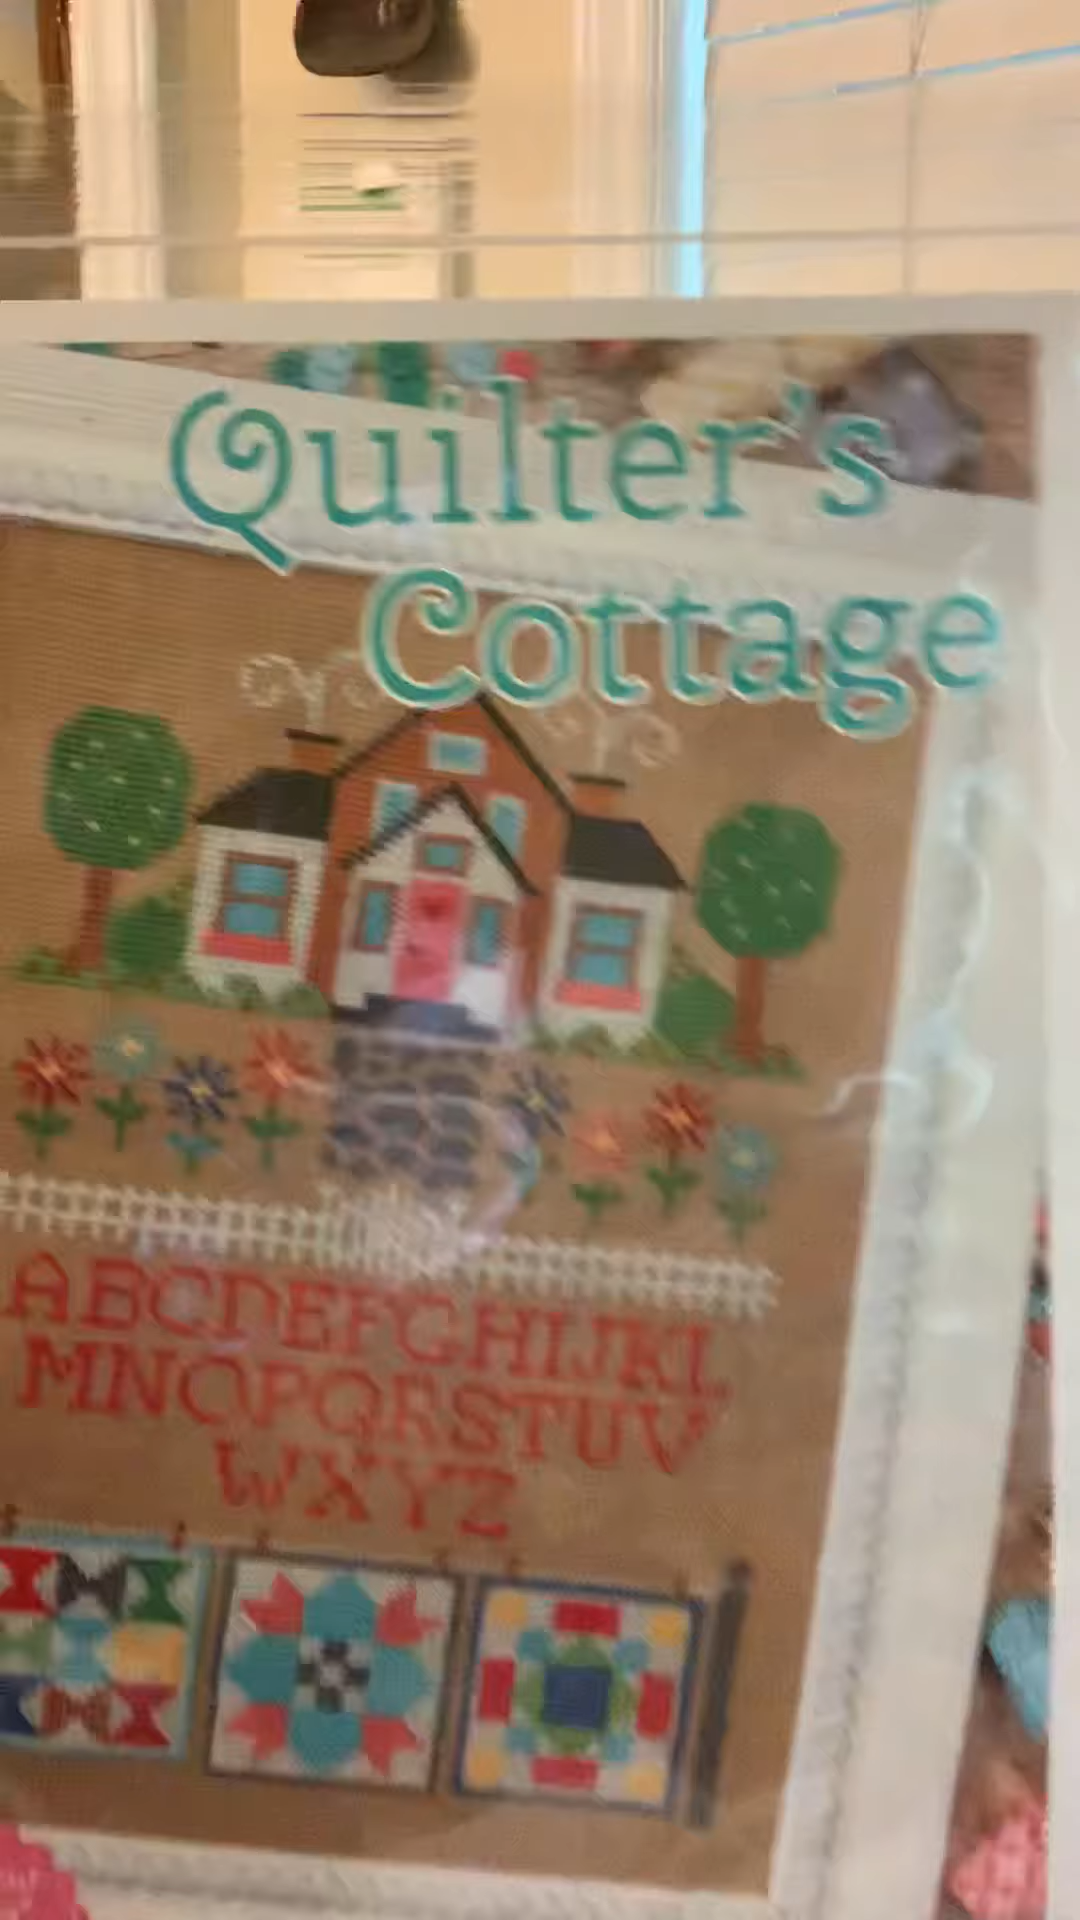 Quilter's
Cottage
ABCDEFGHIJKL
MNOPQRSTUV
WXYZ